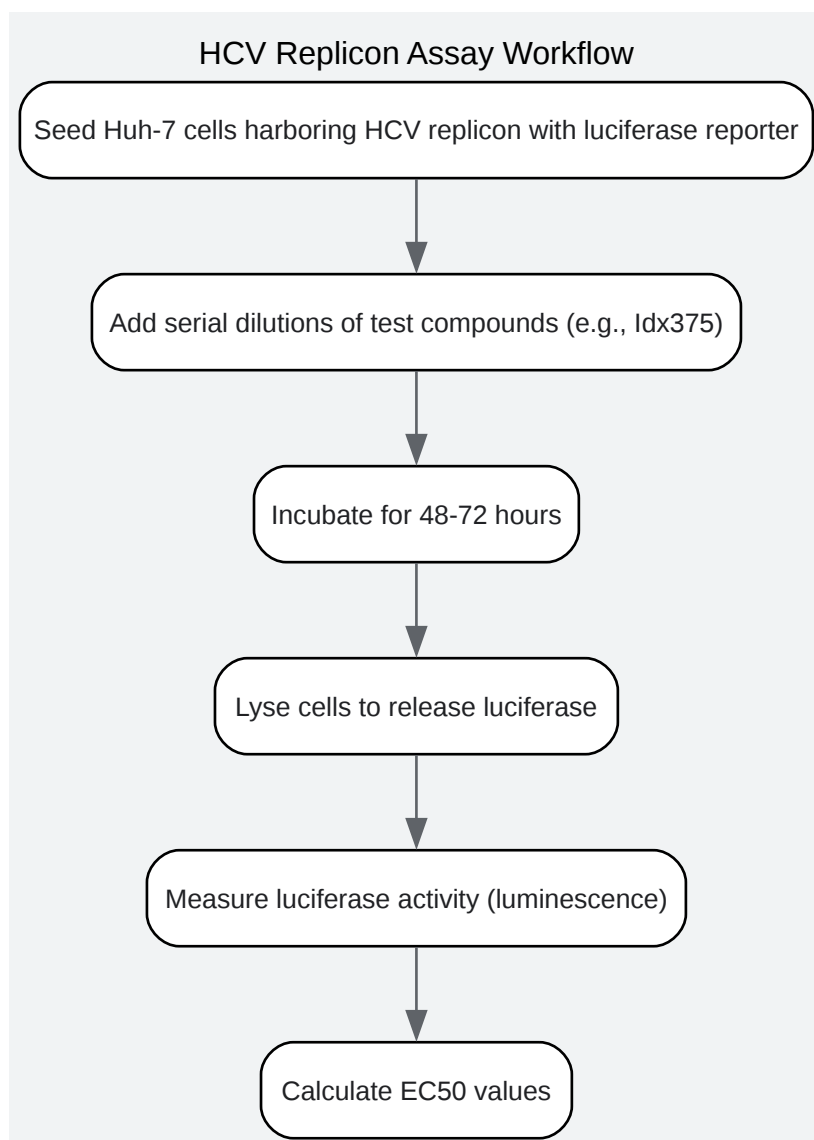 HCV Replicon Assay Workflow
Seed Huh-7 cells harboring HCV replicon with luciferase reporter
Add serial dilutions of test compounds (e.g., Idx375)
Incubate for 48-72 hours
Lyse cells to release luciferase
Measure luciferase activity (luminescence)
Calculate EC50 values